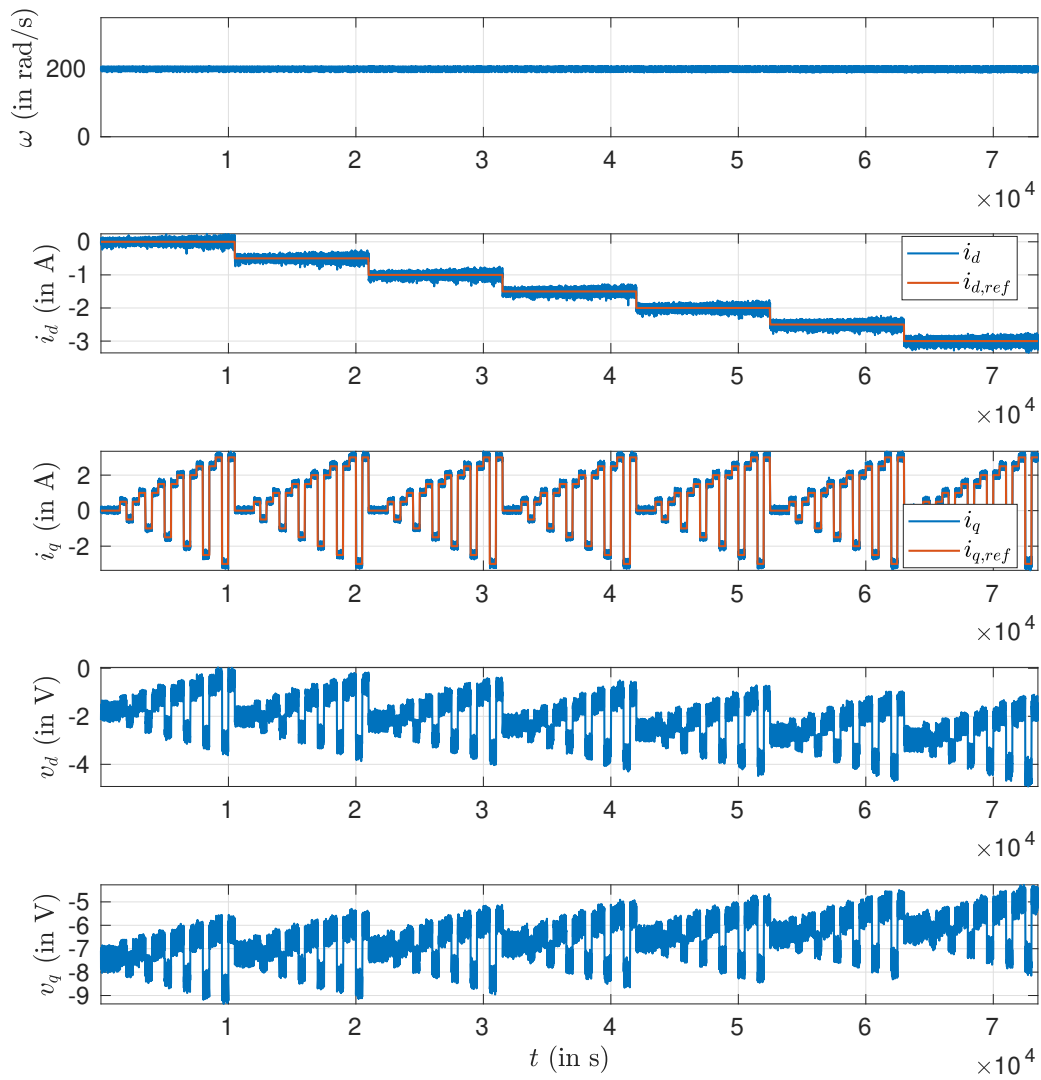 ω (in rad/s)
200
0
1 2 3 4 5 6 7
×10 4
i_d (in A)
0
-1
-2
-3
i_d
i_{d,ref}
1 2 3 4 5 6 7
×10 4
i_q (in A)
2
0
-2
i_q
i_{q,ref}
1 2 3 4 5 6 7
×10 4
v_d (in V)
0
-2
-4
1 2 3 4 5 6 7
×10 4
v_q (in V)
-5
-6
-7
-8
-9
1 2 3 4 5 6 7
t (in s)
×10 4